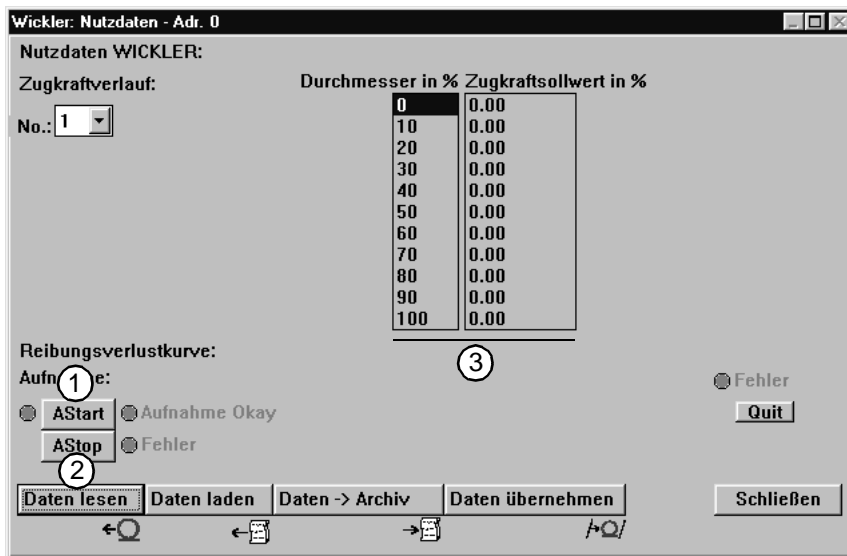 Wickler: Nutzdaten - Adr. 0
Nutzdaten WICKLER:
Zugkraftverlauf:
Durchmesser in % Zugkraftsollwert in %
No.: 1
0 0.00
10 0.00
20 0.00
30 0.00
40 0.00
50 0.00
60 0.00
70 0.00
80 0.00
90 0.00
100 0.00
3
Reibungsverlustkurve:
1
Fehler
AStart Aufnahme Okay
Quit
AStop Fehler
2
Daten lesen Daten laden Daten -> Archiv Daten übernehmen Schließen